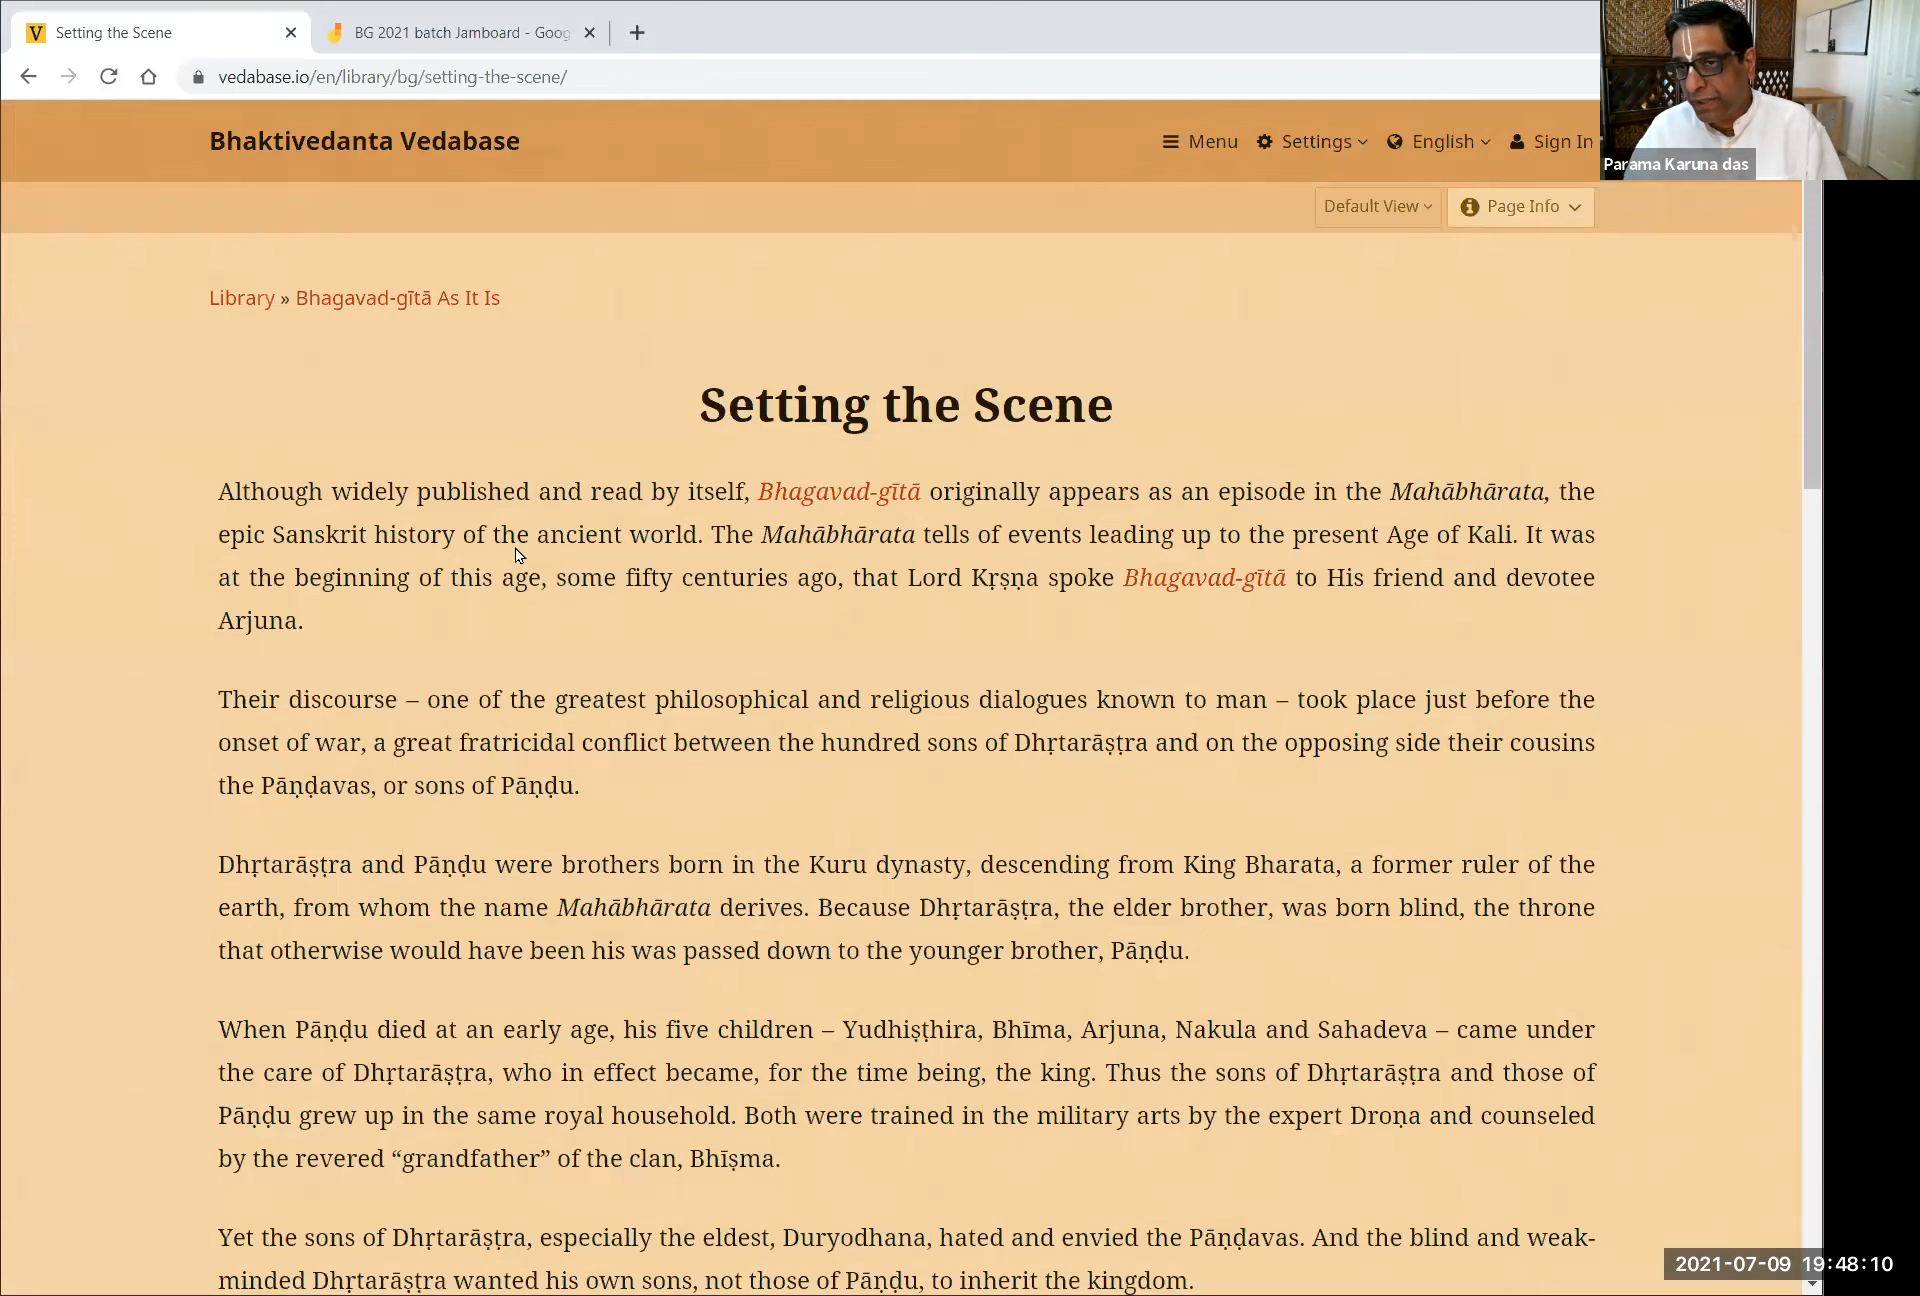 Setting the Scene
BG 2021 batch Jamboard - Goog
vedabase.io/en/library/bg/setting-the-scene/
Bhaktivedanta Vedabase
Menu Settings English Sign In
Parama Karuna das
Default View Page Info
Library » Bhagavad-gītā As It Is
Setting the Scene
Although widely published and read by itself, Bhagavad-gītā originally appears as an episode in the Mahābhārata, the
epic Sanskrit history of the ancient world. The Mahābhārata tells of events leading up to the present Age of Kali. It was
at the beginning of this age, some fifty centuries ago, that Lord Kṛṣṇa spoke Bhagavad-gītā to His friend and devotee
Arjuna.
Their discourse – one of the greatest philosophical and religious dialogues known to man – took place just before the
onset of war, a great fratricidal conflict between the hundred sons of Dhṛtarāṣṭra and on the opposing side their cousins
the Pāṇḍavas, or sons of Pāṇḍu.
Dhṛtarāṣṭra and Pāṇḍu were brothers born in the Kuru dynasty, descending from King Bharata, a former ruler of the
earth, from whom the name Mahābhārata derives. Because Dhṛtarāṣṭra, the elder brother, was born blind, the throne
that otherwise would have been his was passed down to the younger brother, Pāṇḍu.
When Pāṇḍu died at an early age, his five children – Yudhiṣṭhira, Bhīma, Arjuna, Nakula and Sahadeva – came under
the care of Dhṛtarāṣṭra, who in effect became, for the time being, the king. Thus the sons of Dhṛtarāṣṭra and those of
Pāṇḍu grew up in the same royal household. Both were trained in the military arts by the expert Droṇa and counseled
by the revered “grandfather” of the clan, Bhīṣma.
Yet the sons of Dhṛtarāṣṭra, especially the eldest, Duryodhana, hated and envied the Pāṇḍavas. And the blind and weak-
minded Dhṛtarāṣṭra wanted his own sons, not those of Pāṇḍu, to inherit the kingdom.
2021-07-09 19:48:10